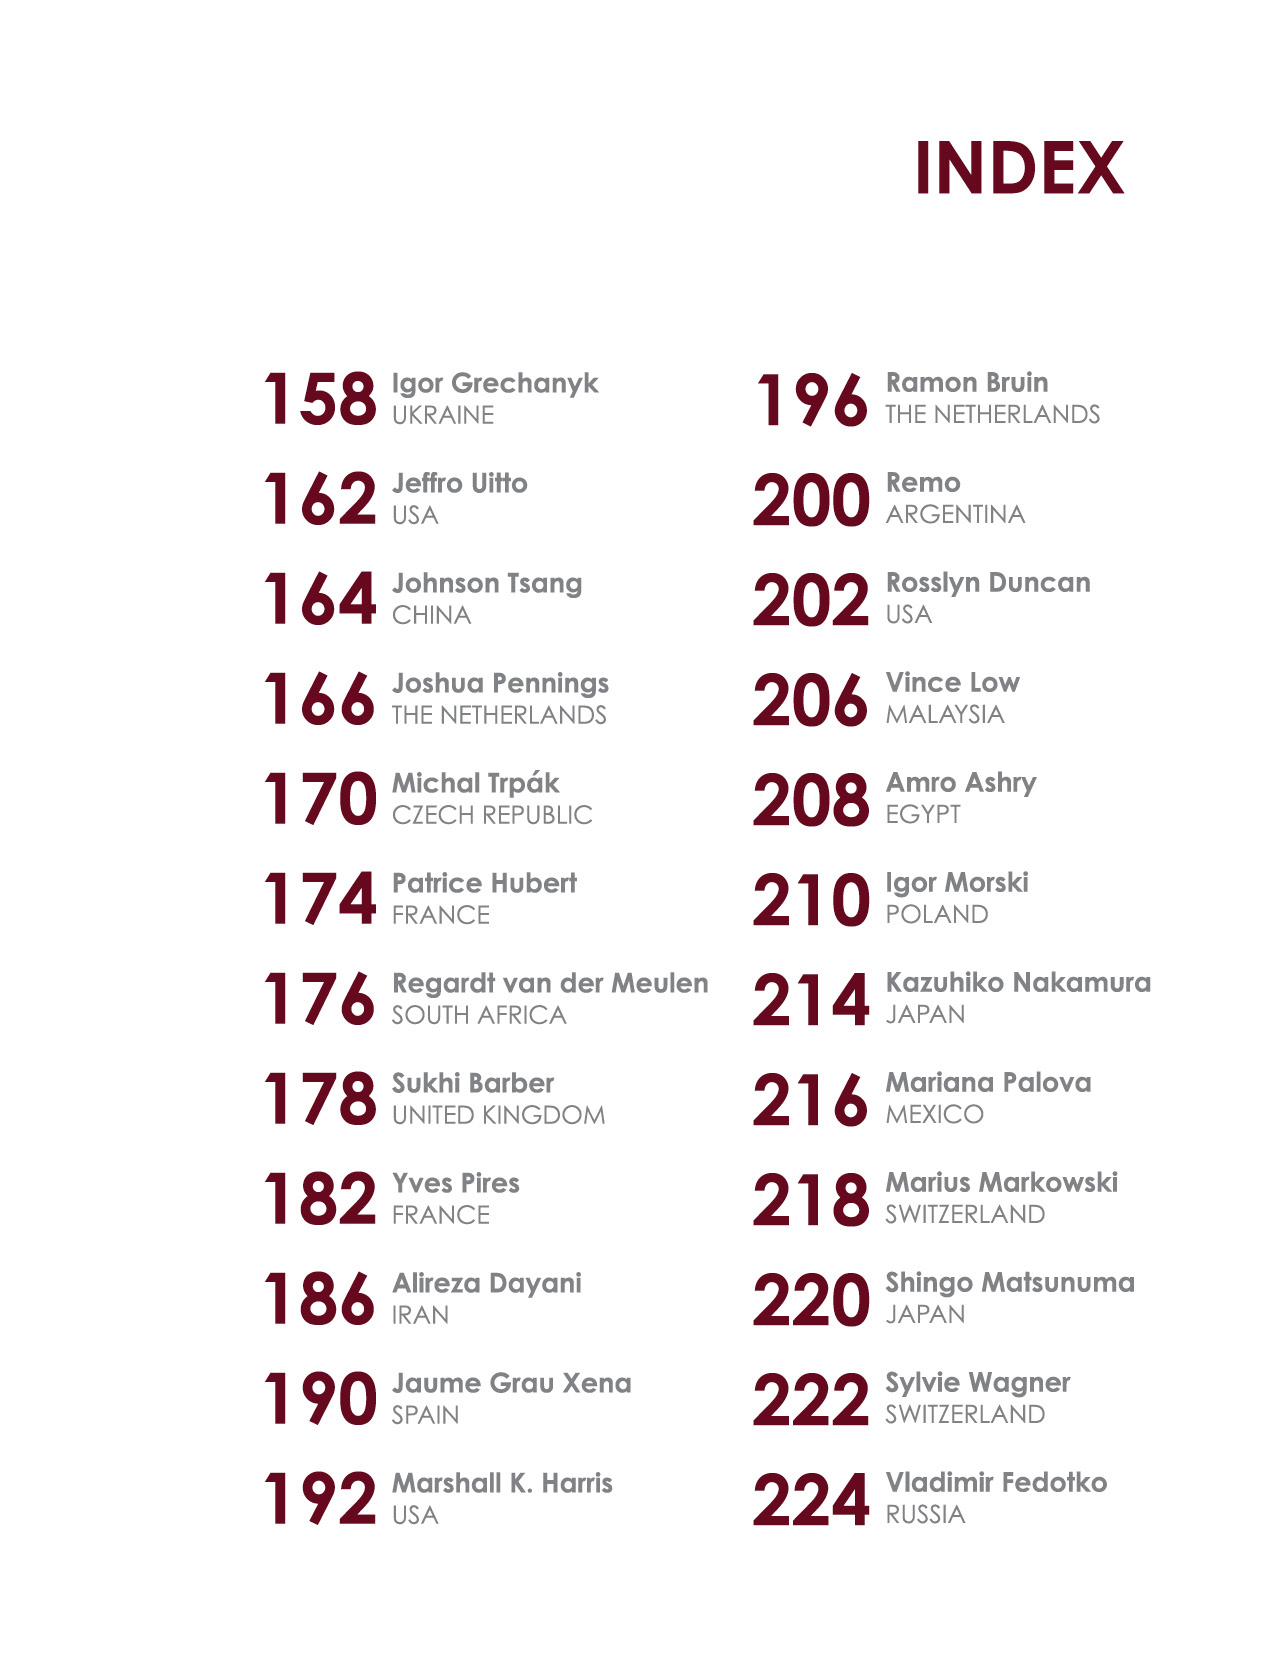 INDEX
158 Igor Grechanyk
UKRAINE
162 Jeffro Uitto
USA
164 Johnson Tsang
CHINA
166 Joshua Pennings
THE NETHERLANDS
170 Michal Trpák
CZECH REPUBLIC
174 Patrice Hubert
FRANCE
176 Regardt van der Meulen
SOUTH AFRICA
178 Sukhi Barber
UNITED KINGDOM
182 Yves Pires
FRANCE
186 Alireza Dayani
IRAN
190 Jaume Grau Xena
SPAIN
192 Marshall K. Harris
USA
196 Ramon Bruin
THE NETHERLANDS
200 Remo
ARGENTINA
202 Rosslyn Duncan
USA
206 Vince Low
MALAYSIA
208 Amro Ashry
EGYPT
210 Igor Morski
POLAND
214 Kazuhiko Nakamura
JAPAN
216 Mariana Palova
MEXICO
218 Marius Markowski
SWITZERLAND
220 Shingo Matsunuma
JAPAN
222 Sylvie Wagner
SWITZERLAND
224 Vladimir Fedotko
RUSSIA